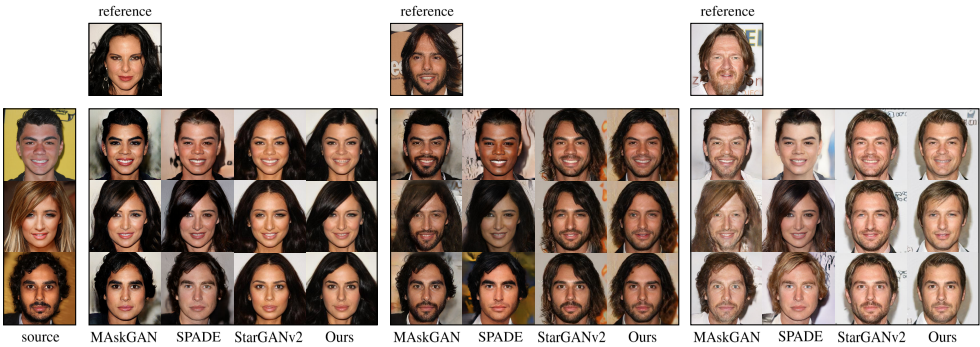 reference reference reference
source MAskGAN SPADE StarGANv2 Ours MAskGAN SPADE StarGANv2 Ours MAskGAN SPADE StarGANv2 Ours